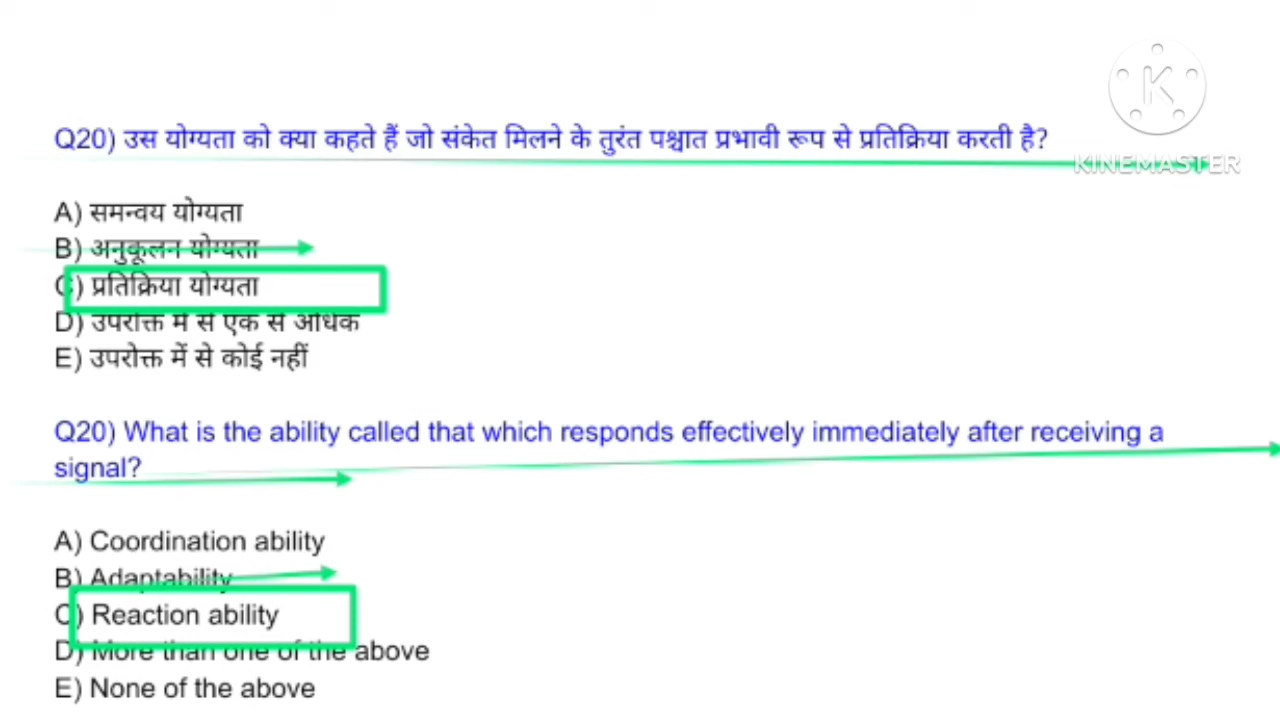 Q20) उस योग्यता को क्या कहते हैं जो संकेत मिलने के तुरंत पश्चात प्रभावी रूप से प्रतिक्रिया करती है?
KINEMASTER
A) समन्वय योग्यता
B) अनुकूलन योग्यता
C) प्रतिक्रिया योग्यता
D) उपरोक्त में से एक से अधिक
E) उपरोक्त में से कोई नहीं
Q20) What is the ability called that which responds effectively immediately after receiving a
signal?
A) Coordination ability
B) Adaptability
C) Reaction ability
D) More than one of the above
E) None of the above